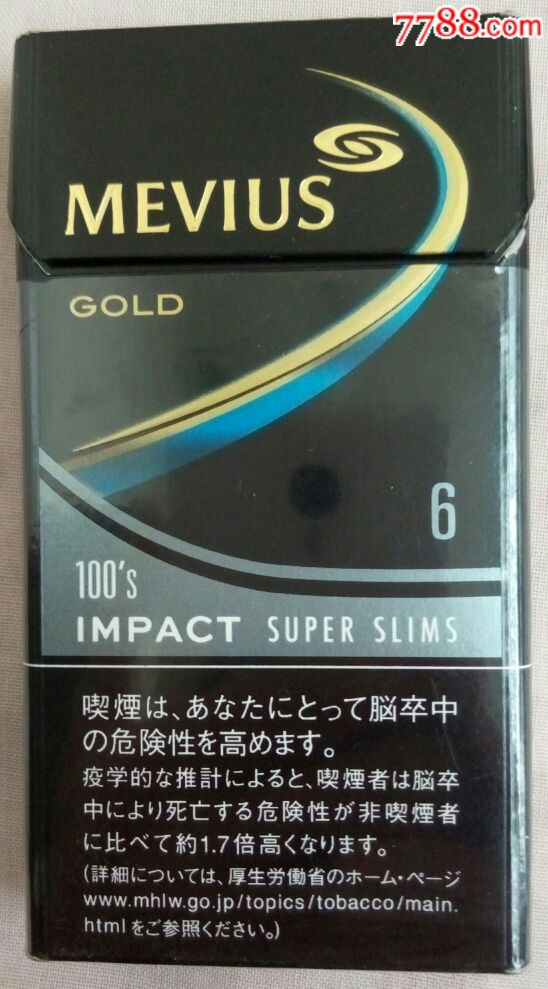 7788.com
MEVIUS
GOLD
6
100's
IMPACT SUPER SLIMS
喫煙は、あなたにとって脳卒中
の危険性を高めます。
疫学的な推計によると、喫煙者は脳卒
中により死亡する危険性が非喫煙者
に比べて約1.7倍高くなります。
(詳細については、厚生労働省のホーム・ページ
www.mhlw.go.jp/topics/tobacco/main.
htmlをご参照ください。)